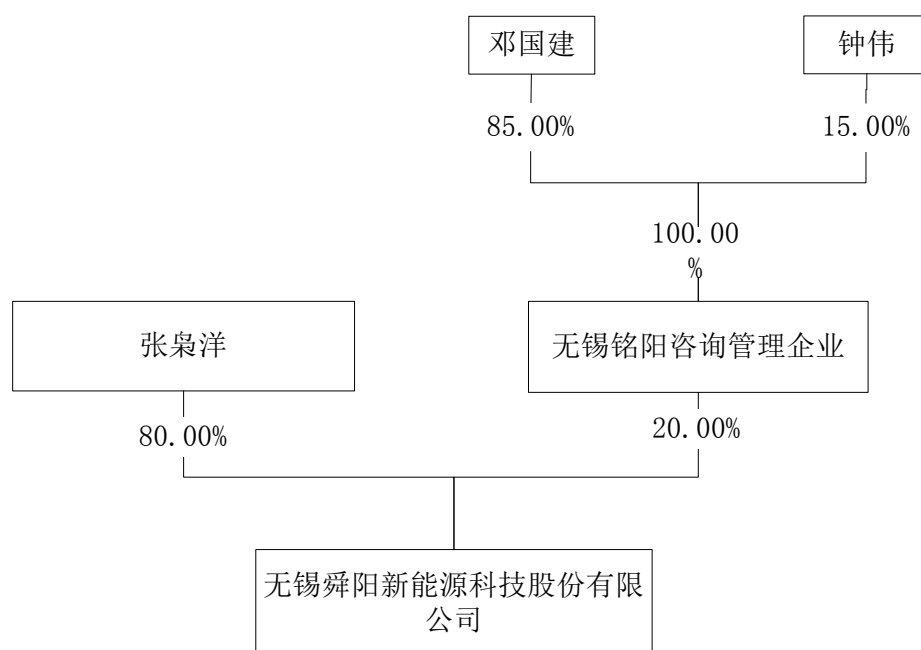 邓国建
钟伟
85.00%
15.00%
100.00
%
张枭洋
无锡铭阳咨询管理企业
80.00%
20.00%
无锡舜阳新能源科技股份有限
公司